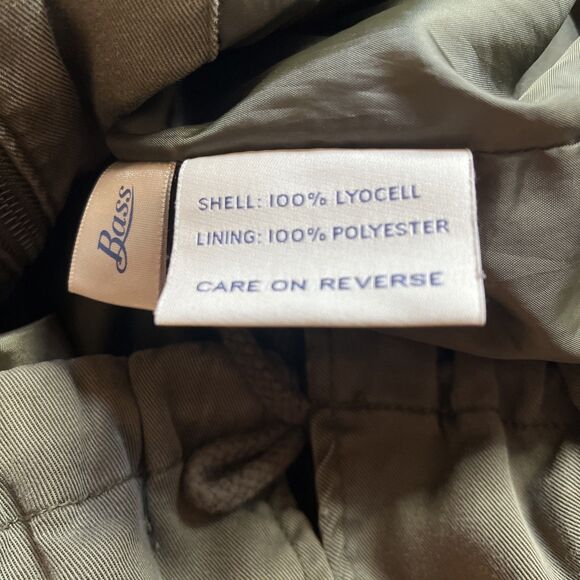 Bass
SHELL: 100% LYOCELL
LINING: 100% POLYESTER
CARE ON REVERSE